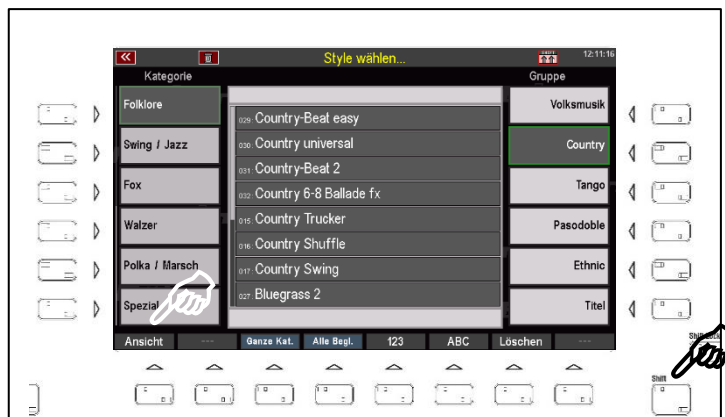 Style wählen...
SHIFT
12:11:16
Kategorie
Gruppe
Folklore
Swing / Jazz
Fox
Walzer
Polka / Marsch
Spezial
029 Country-Beat easy
030 Country universal
031 Country-Beat 2
032 Country 6-8 Ballade fx
015 Country Trucker
016 Country Shuffle
017 Country Swing
027 Bluegrass 2
Volksmusik
Country
Tango
Pasodoble
Ethnic
Titel
Ansicht --- Ganze Kat. Alle Begl. 123 ABC Löschen ---
Shift